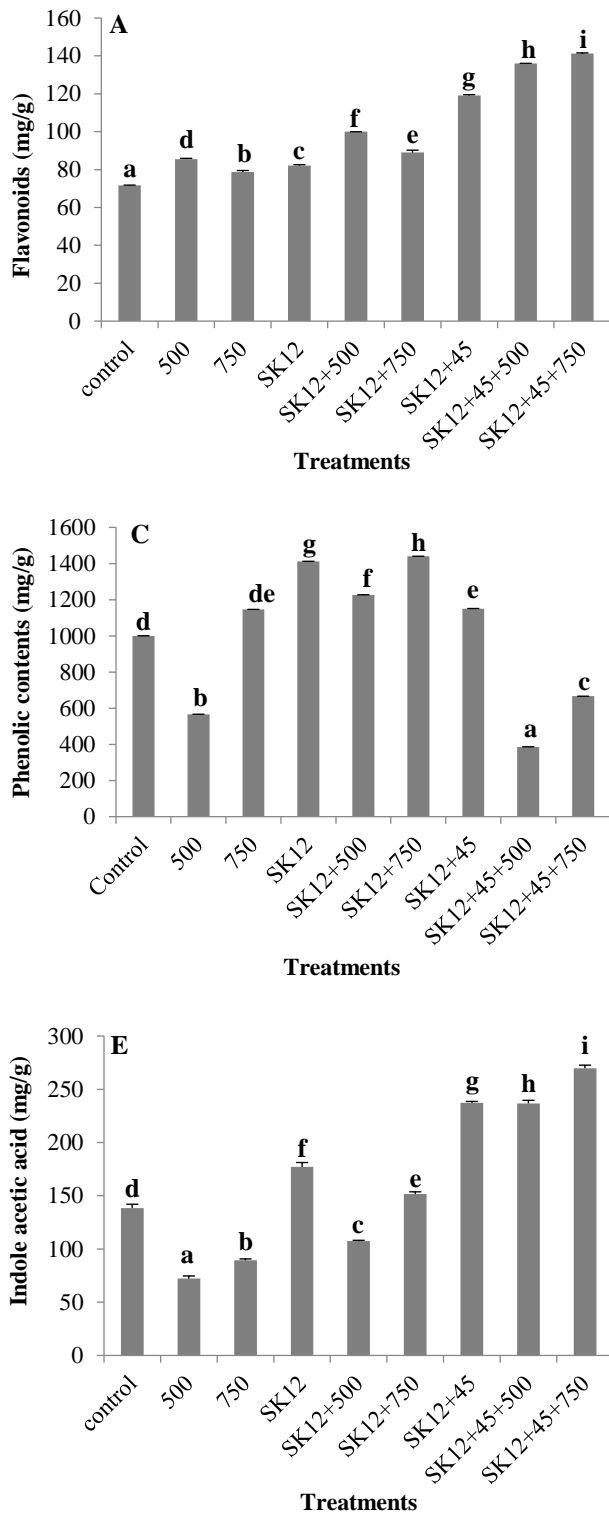 A
Flavonoids (mg/g)
160
140
120
100
80
60
40
20
0
a
d
b
c
f
e
g
h
i
control
500
750
SK12
SK12+500
SK12+750
SK12+45
SK12+45+500
SK12+45+750
Treatments
C
Phenolic contents (mg/g)
1600
1400
1200
1000
800
600
400
200
0
d
b
de
g
f
h
e
a
c
Control
500
750
SK12
SK12+500
SK12+750
SK12+45
SK12+45+500
SK12+45+750
Treatments
E
Indole acetic acid (mg/g)
300
250
200
150
100
50
0
d
a
b
f
c
e
g
h
i
control
500
750
SK12
SK12+500
SK12+750
SK12+45
SK12+45+500
SK12+45+750
Treatments